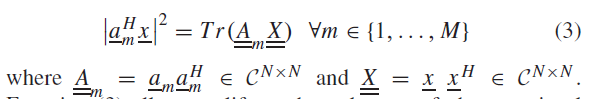 |a_m^H x|^2 = Tr(A_m X) ∀m ∈ {1, . . . , M} (3)
where A_m = a_m a_m^H ∈ C^{N×N} and X = x x^H ∈ C^{N×N}.